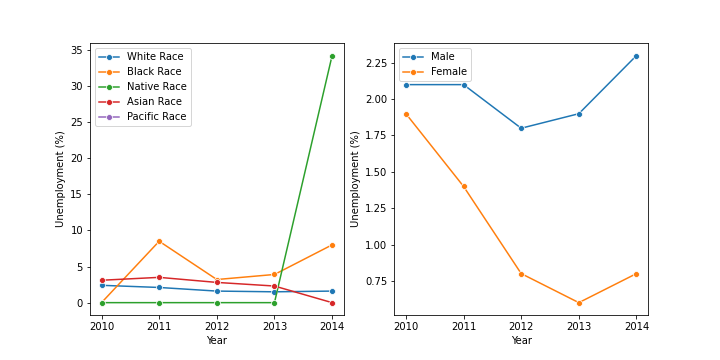 35
30
25
20
15
10
5
0
Unemployment (%)
White Race
Black Race
Native Race
Asian Race
Pacific Race
2010 2011 2012 2013 2014
Year
2.25
2.00
1.75
1.50
1.25
1.00
0.75
Unemployment (%)
Male
Female
2010 2011 2012 2013 2014
Year